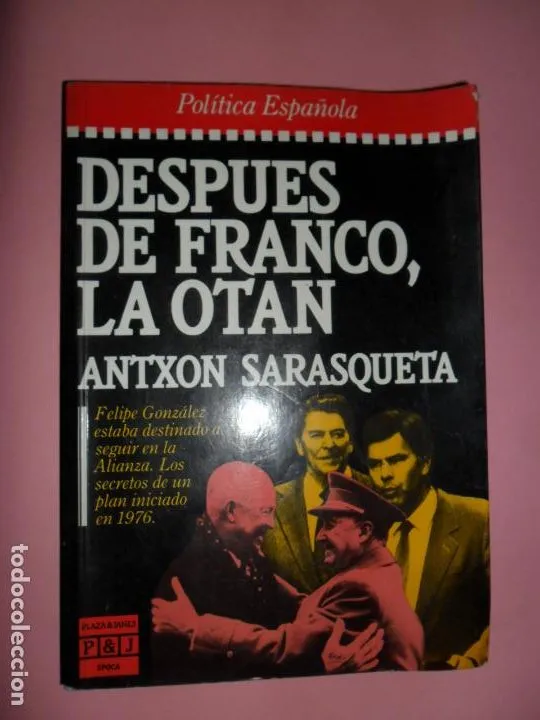 Política Española
DESPUES
DE FRANCO,
LA OTAN
ANTXON SARASQUETA
Felipe González
estaba destinado a
seguir en la
Alianza. Los
secretos de un
plan iniciado
en 1976.
PLAZA & JANES
P & J
EPOCA
todocoleccion